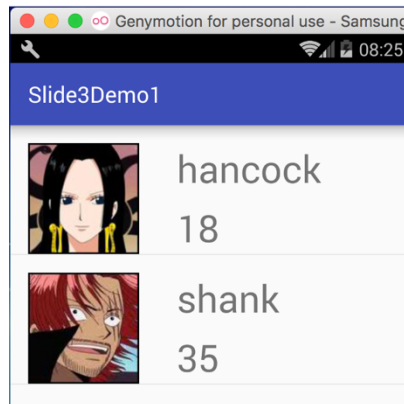 Genymotion for personal use - Samsung
08:25
Slide3Demo1
hancock
18
shank
35